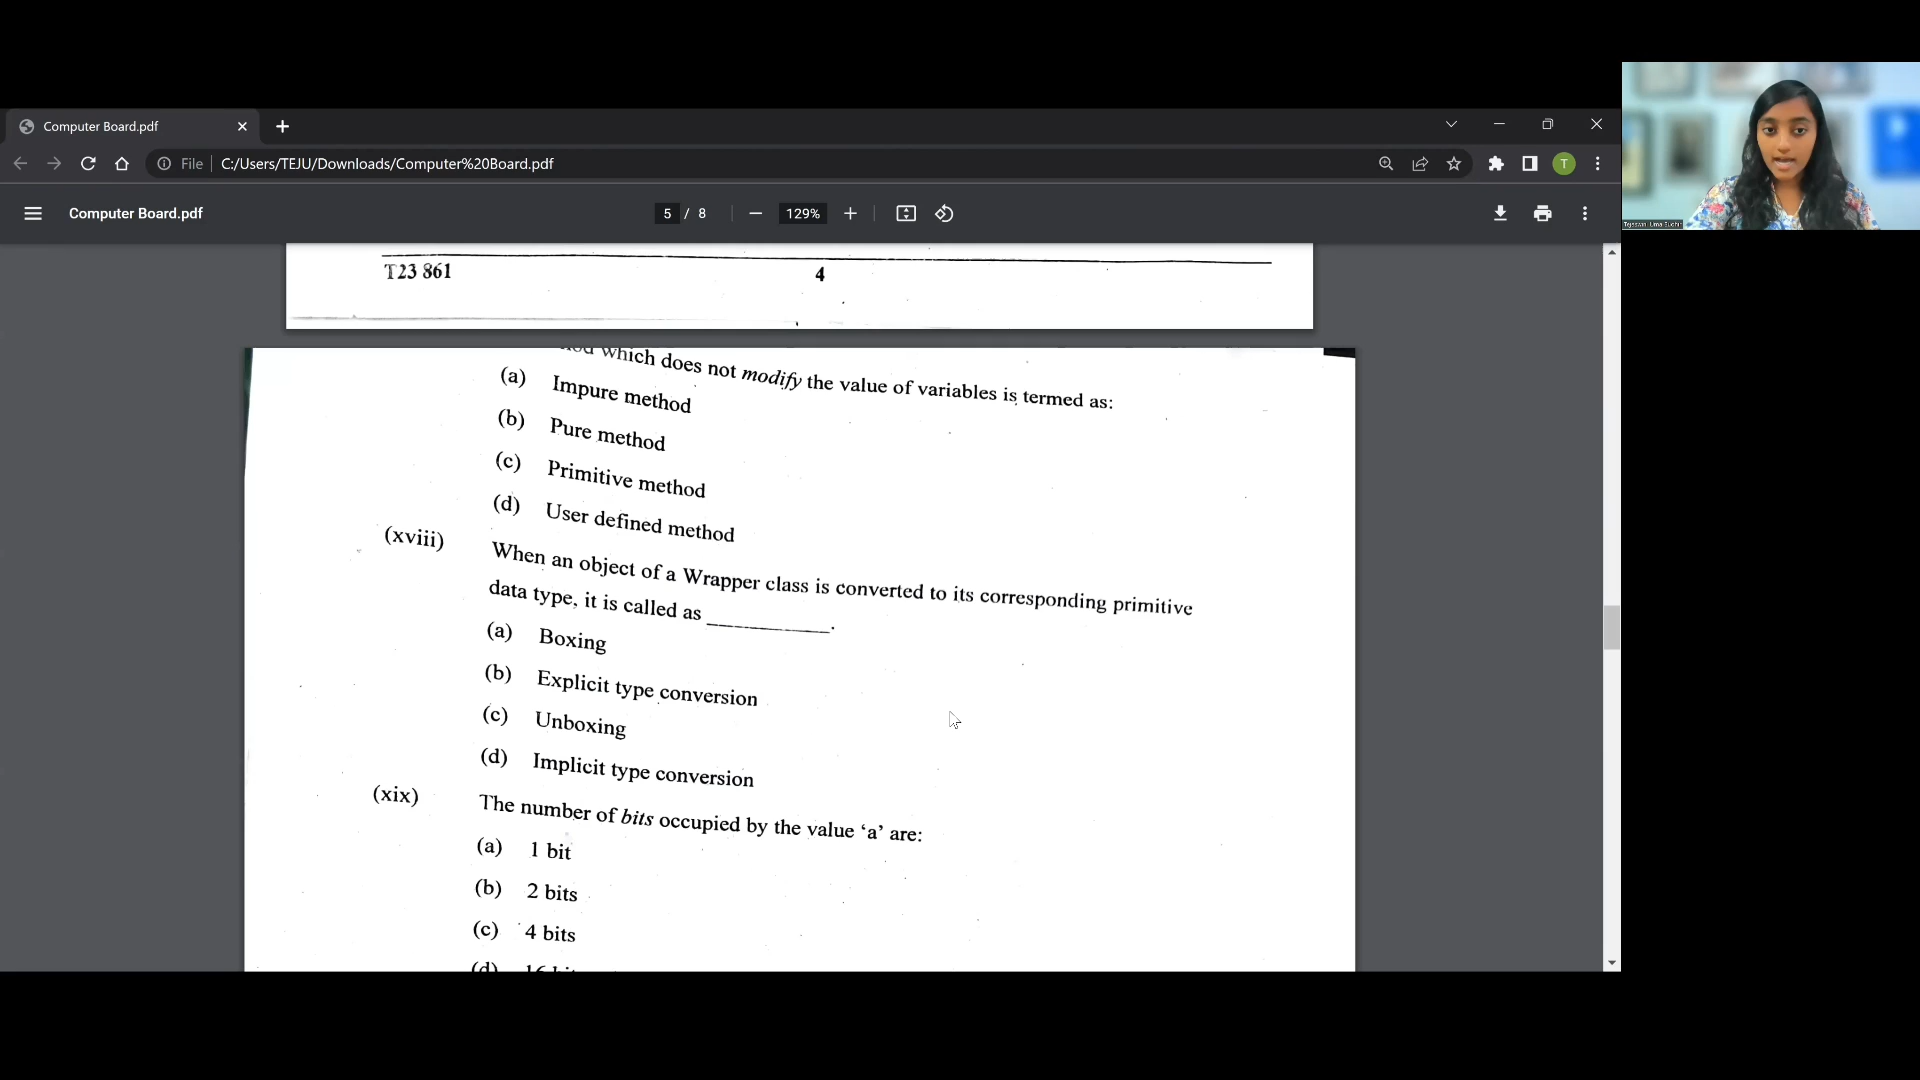 Computer Board.pdf
File
C:/Users/TEJU/Downloads/Computer%20Board.pdf
T
Computer Board.pdf
5 / 8
129%
T23 861
4
which does not modify the value of variables is termed as:
(a) Impure method
(b) Pure method
(c) Primitive method
(d) User defined method
(xviii) When an object of a Wrapper class is converted to its corresponding primitive
data type, it is called as ____________.
(a) Boxing
(b) Explicit type conversion
(c) Unboxing
(d) Implicit type conversion
(xix) The number of bits occupied by the value ‘a’ are:
(a) 1 bit
(b) 2 bits
(c) 4 bits
(d)